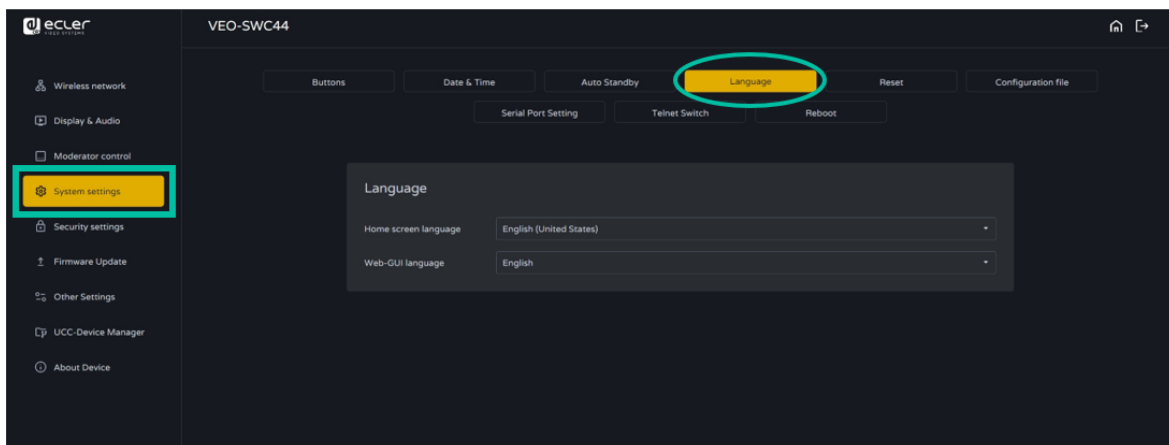 ecler
VIDEO SYSTEMS
VEO-SWC44
Wireless network
Display & Audio
Moderator control
System settings
Security settings
Firmware Update
Other Settings
UCC-Device Manager
About Device
Buttons Date & Time Auto Standby Language Reset Configuration file
Serial Port Setting Telnet Switch Reboot
Language
Home screen language English (United States)
Web-GUI language English